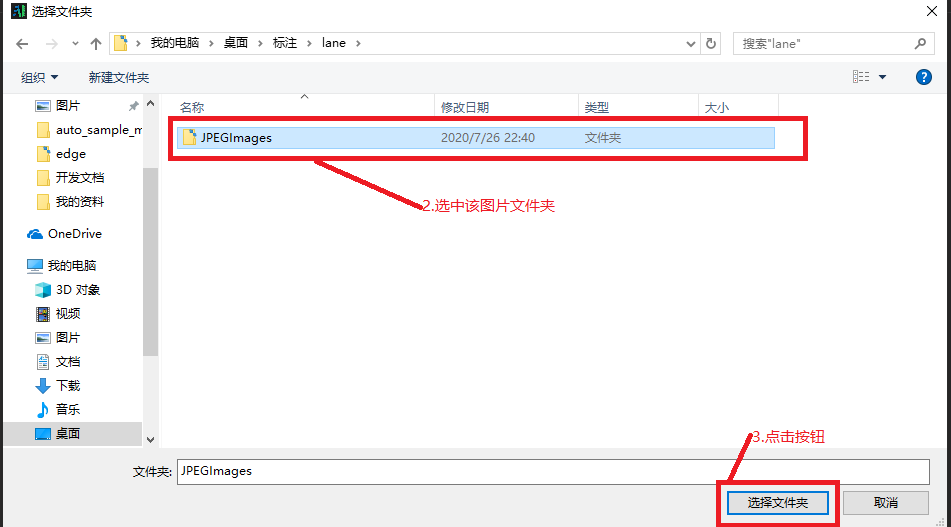 选择文件夹
我的电脑 桌面 标注 lane
搜索"lane"
组织 新建文件夹
名称 修改日期 类型 大小
图片
auto_sample_m
edge
开发文档
我的资料
OneDrive
我的电脑
3D 对象
视频
图片
文档
下载
音乐
桌面
JPEGImages 2020/7/26 22:40 文件夹
2.选中该图片文件夹
3.点击按钮
文件夹: JPEGImages
选择文件夹 取消